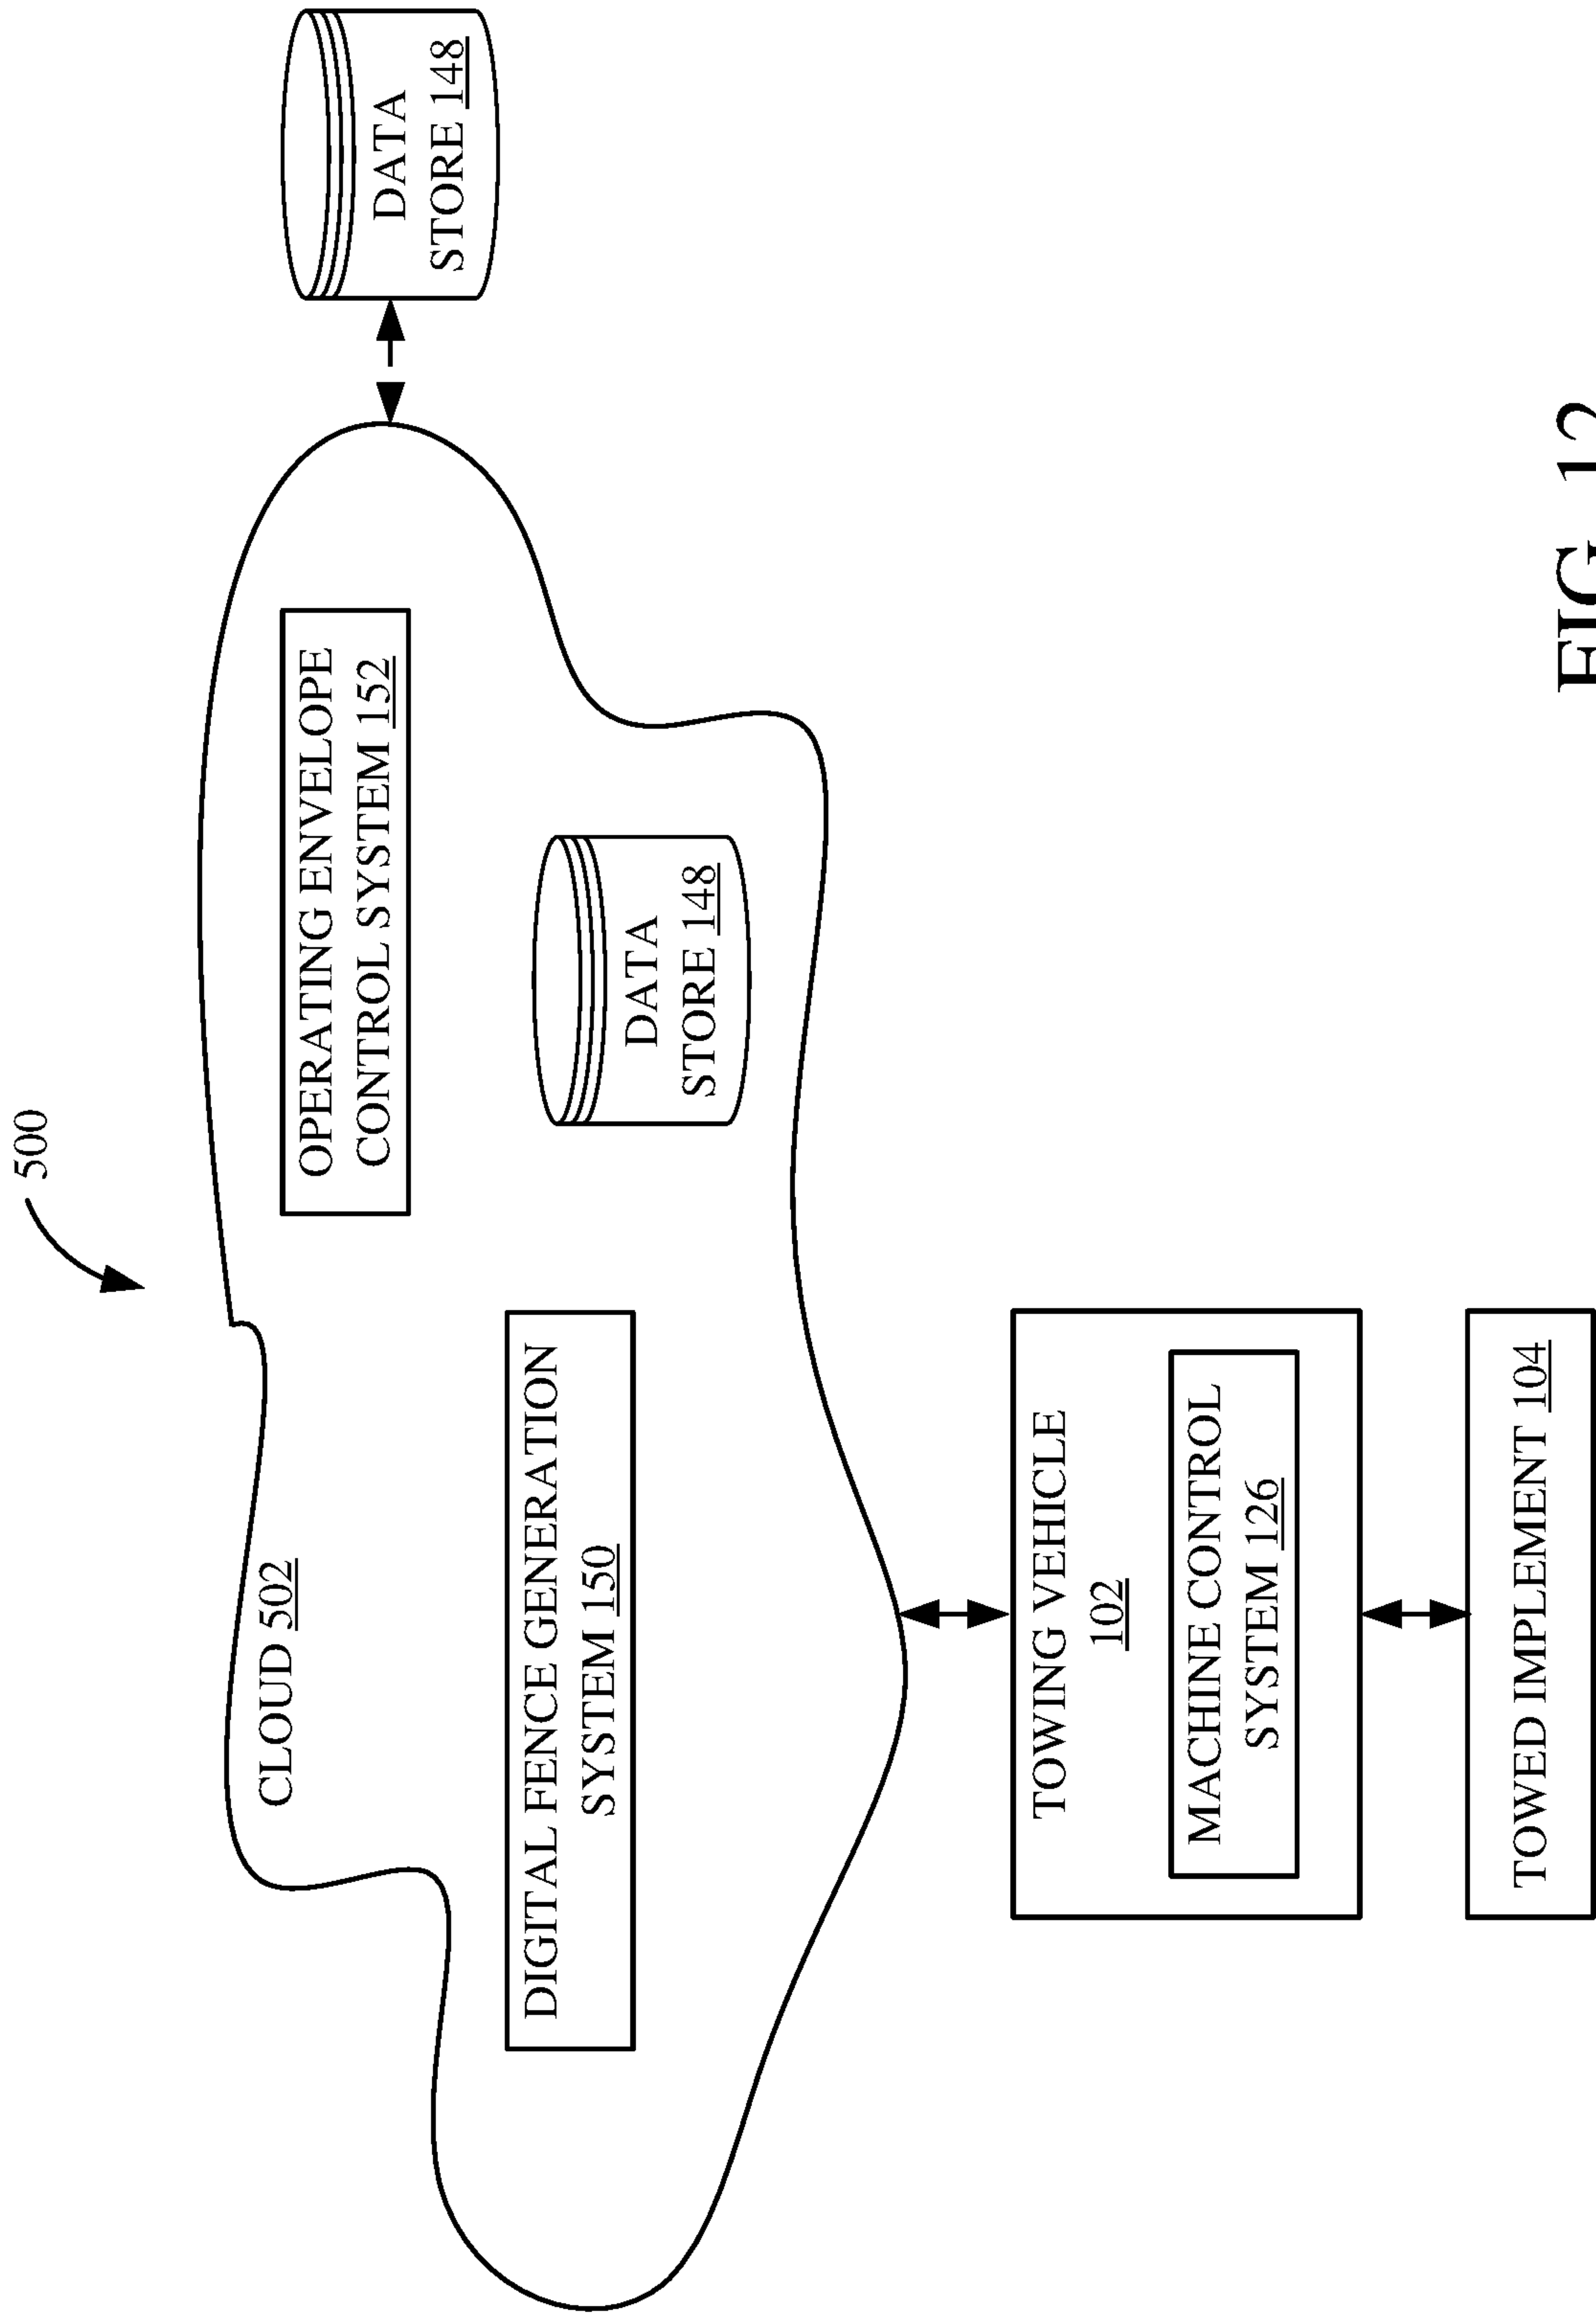 500
CLOUD 502
OPERATING ENVELOPE
CONTROL SYSTEM 152
DATA
STORE 148
DIGITAL FENCE GENERATION
SYSTEM 150
DATA
STORE 148
TOWING VEHICLE
102
MACHINE CONTROL
SYSTEM 126
TOWED IMPLEMENT 104
FIG. 12